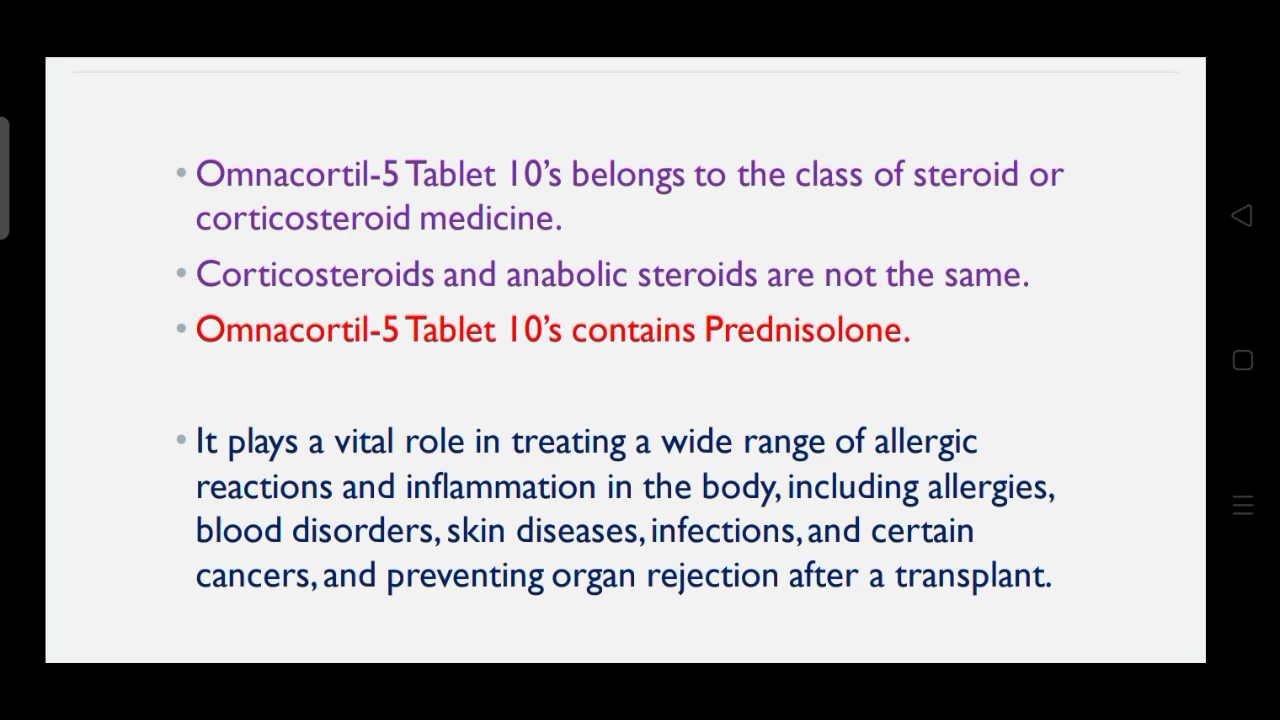 • Omnacortil-5 Tablet 10’s belongs to the class of steroid or
corticosteroid medicine.
• Corticosteroids and anabolic steroids are not the same.
• Omnacortil-5 Tablet 10’s contains Prednisolone.
• It plays a vital role in treating a wide range of allergic
reactions and inflammation in the body, including allergies,
blood disorders, skin diseases, infections, and certain
cancers, and preventing organ rejection after a transplant.